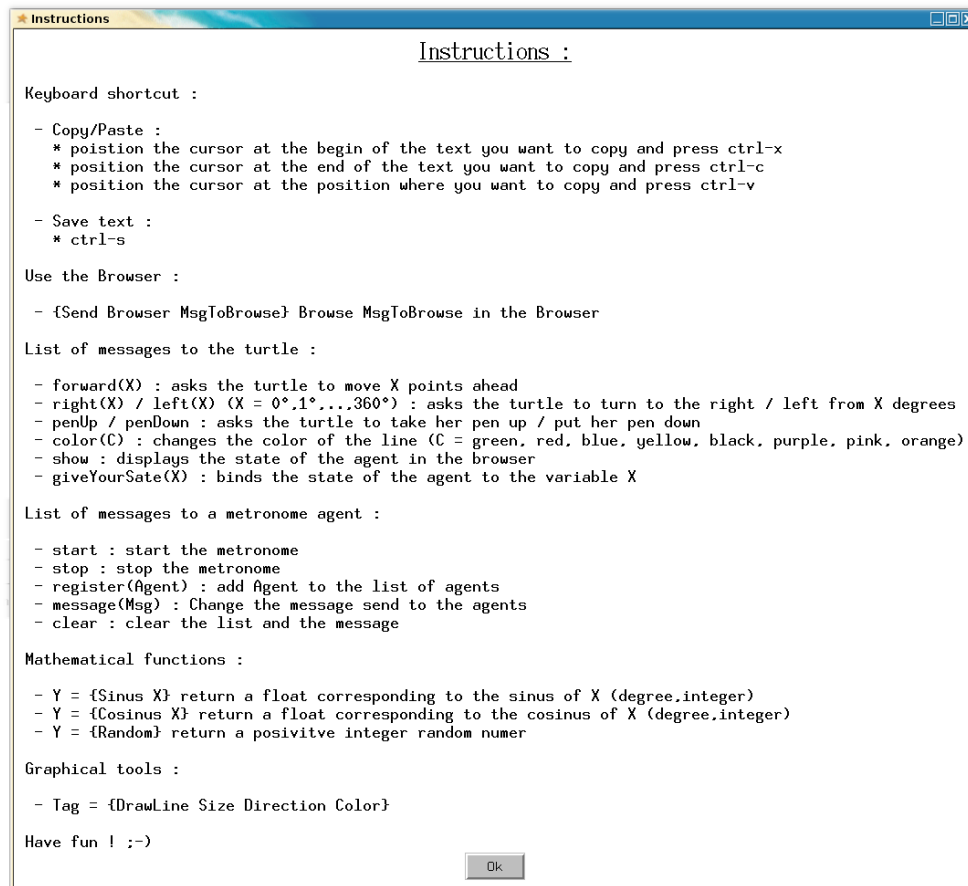 Instructions
Instructions :
Keyboard shortcut :
- Copy/Paste :
* poistion the cursor at the begin of the text you want to copy and press ctrl-x
* position the cursor at the end of the text you want to copy and press ctrl-c
* position the cursor at the position where you want to copy and press ctrl-v
- Save text :
* ctrl-s
Use the Browser :
- {Send Browser MsgToBrowse} Browse MsgToBrowse in the Browser
List of messages to the turtle :
- forward(X) : asks the turtle to move X points ahead
- right(X) / left(X) (X = 0°,1°,..,360°) : asks the turtle to turn to the right / left from X degrees
- penUp / penDown : asks the turtle to take her pen up / put her pen down
- color(C) : changes the color of the line (C = green, red, blue, yellow, black, purple, pink, orange)
- show : displays the state of the agent in the browser
- giveYourSate(X) : binds the state of the agent to the variable X
List of messages to a metronome agent :
- start : start the metronome
- stop : stop the metronome
- register(Agent) : add Agent to the list of agents
- message(Msg) : Change the message send to the agents
- clear : clear the list and the message
Mathematical functions :
- Y = {Sinus X} return a float corresponding to the sinus of X (degree,integer)
- Y = {Cosinus X} return a float corresponding to the cosinus of X (degree,integer)
- Y = {Random} return a posivitve integer random numer
Graphical tools :
- Tag = {DrawLine Size Direction Color}
Have fun ! ;-)
Ok